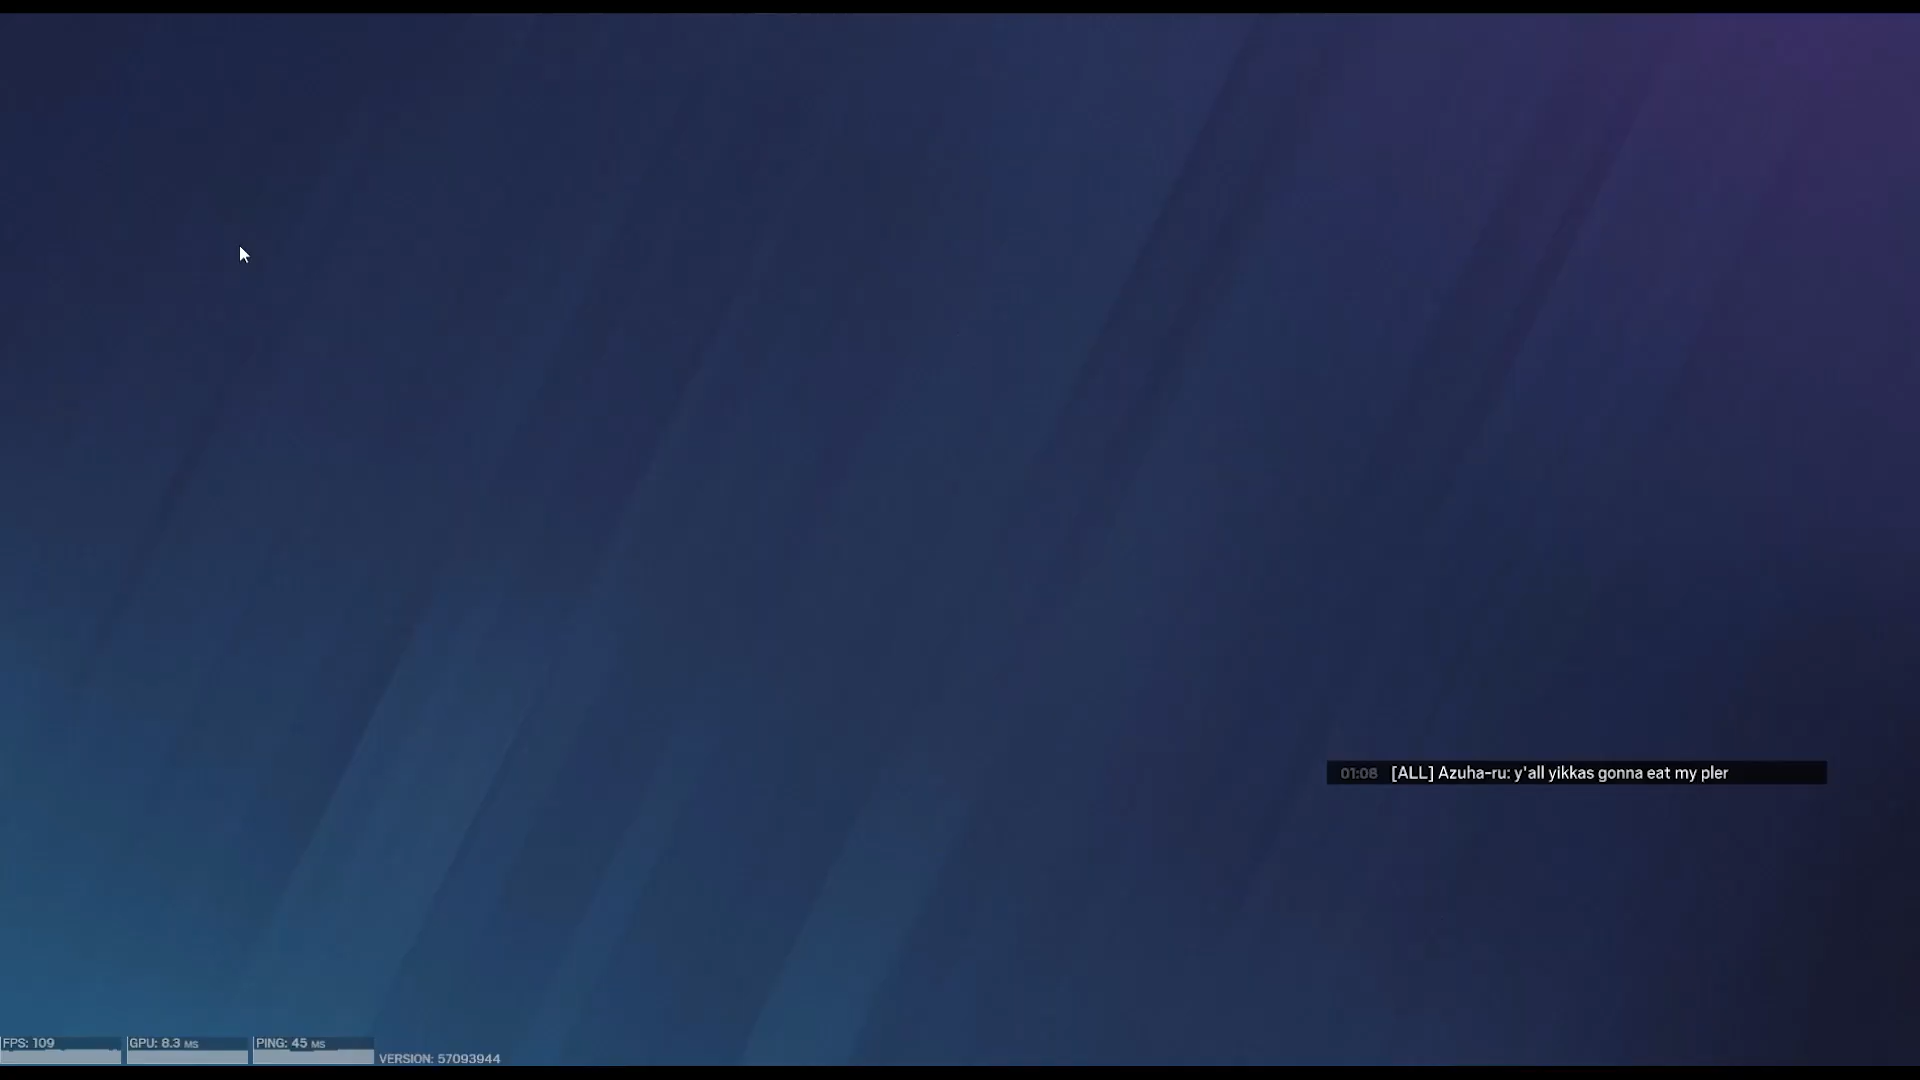 01:06 [ALL] Azuha-ru: y'all yikkas gonna eat my pler
FPS: 109 GPU: 8.3 MS PING: 45 MS VERSION: 57093944